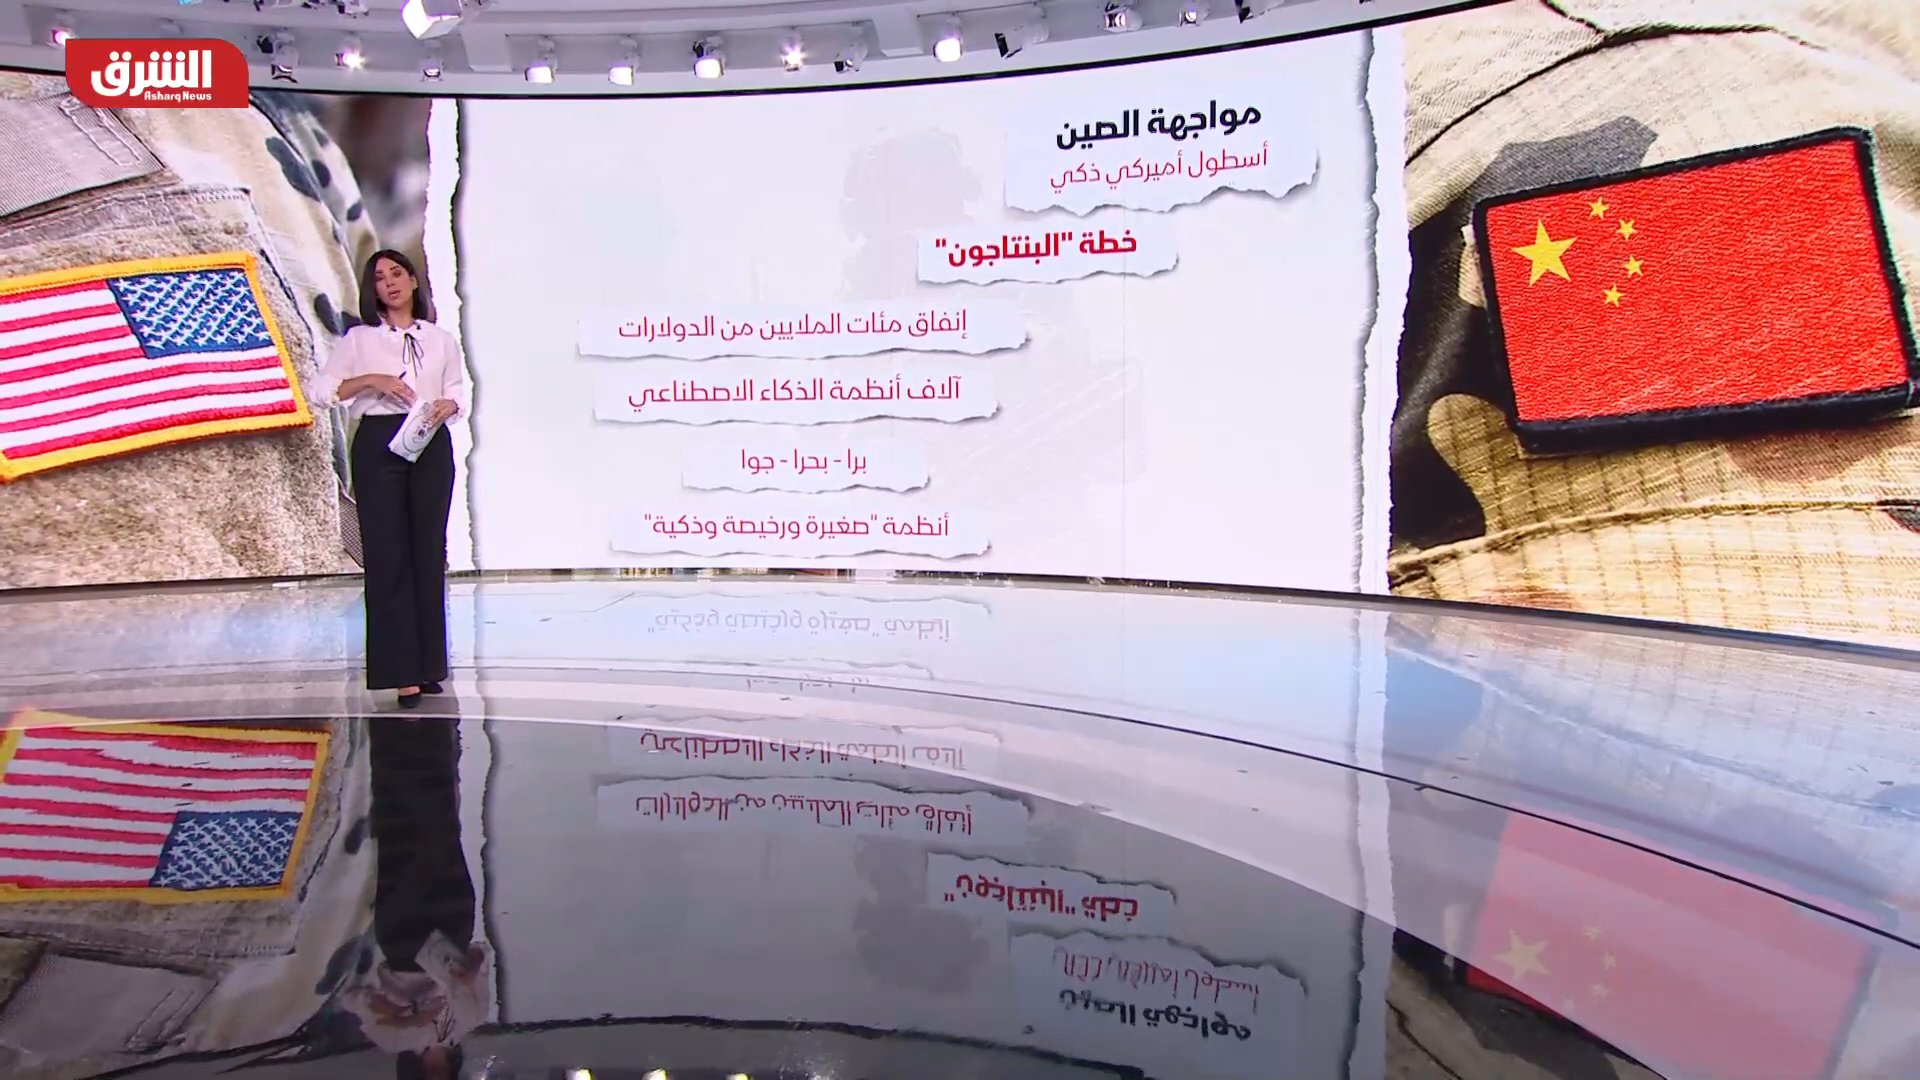 الشرق
Asharq News
مواجهة الصين
أسطول أميركي ذكي
خطة "البنتاجون"
إنفاق مئات الملايين من الدولارات
آلاف أنظمة الذكاء الاصطناعي
برا - بحرا - جوا
أنظمة "صغيرة ورخيصة وذكية"